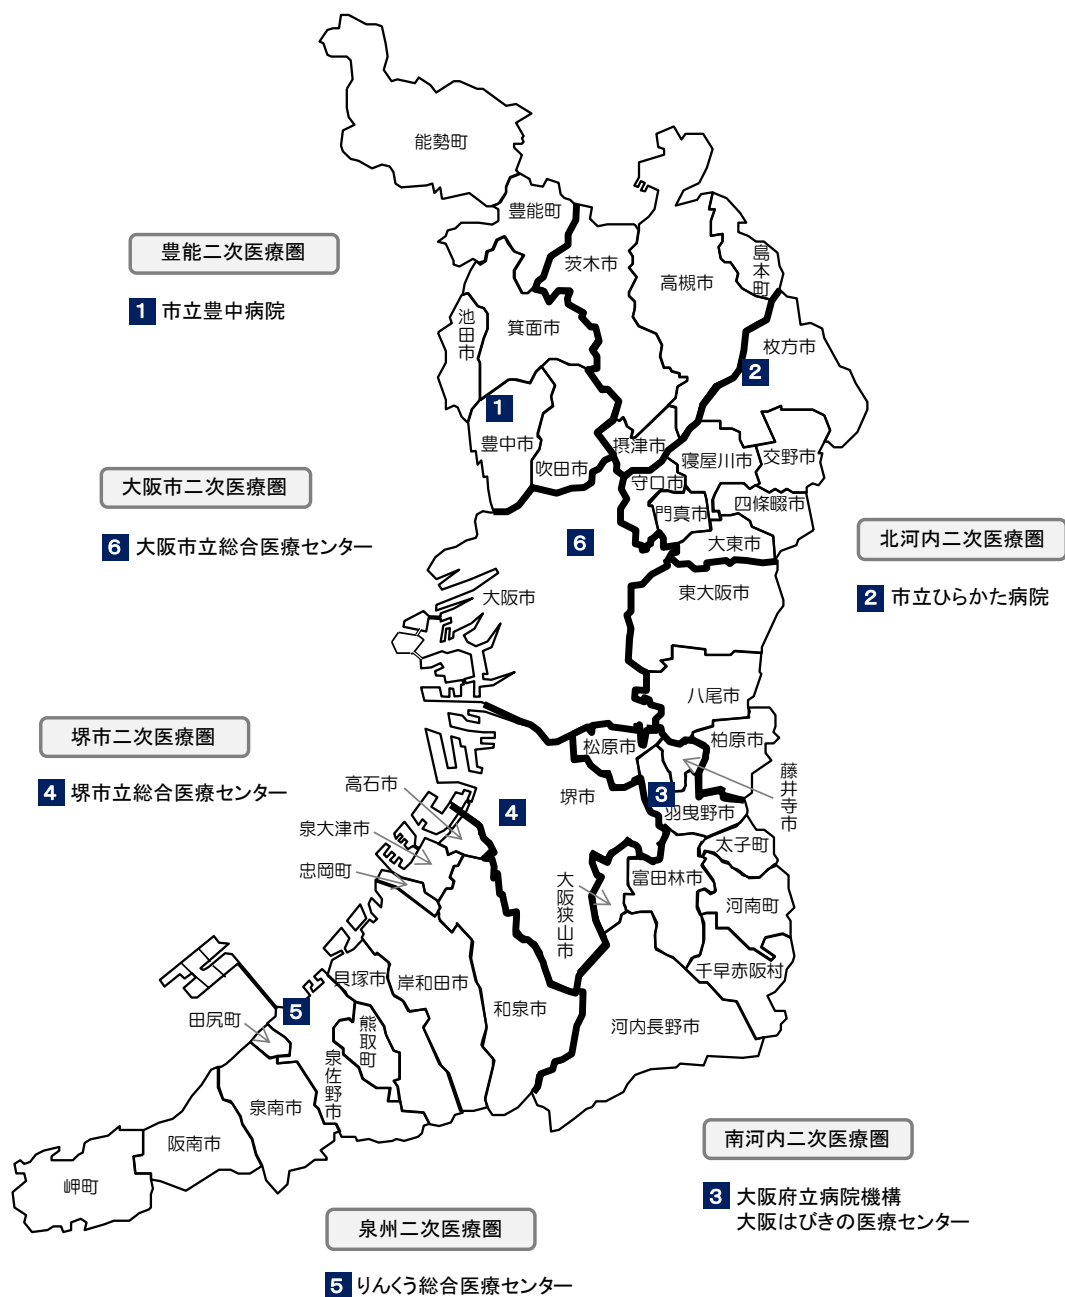 能勢町
豊能町
豊能二次医療圏
1 市立豊中病院
茨木市
高槻市
島本町
池田市
箕面市
枚方市
2
1
豊中市
吹田市
摂津市
寝屋川市
交野市
守口市
門真市
四條畷市
大東市
大阪市二次医療圏
6 大阪市立総合医療センター
6
大阪市
北河内二次医療圏
2 市立ひらかた病院
東大阪市
八尾市
堺市二次医療圏
4 堺市立総合医療センター
松原市
柏原市
藤井寺市
高石市
堺市
3
4
羽曳野市
泉大津市
太子町
忠岡町
大阪狭山市
富田林市
河南町
千早赤阪村
貝塚市
岸和田市
和泉市
河内長野市
5
田尻町
熊取町
泉佐野市
泉南市
阪南市
岬町
南河内二次医療圏
3 大阪府立病院機構
大阪はびきの医療センター
泉州二次医療圏
5 りんくう総合医療センター